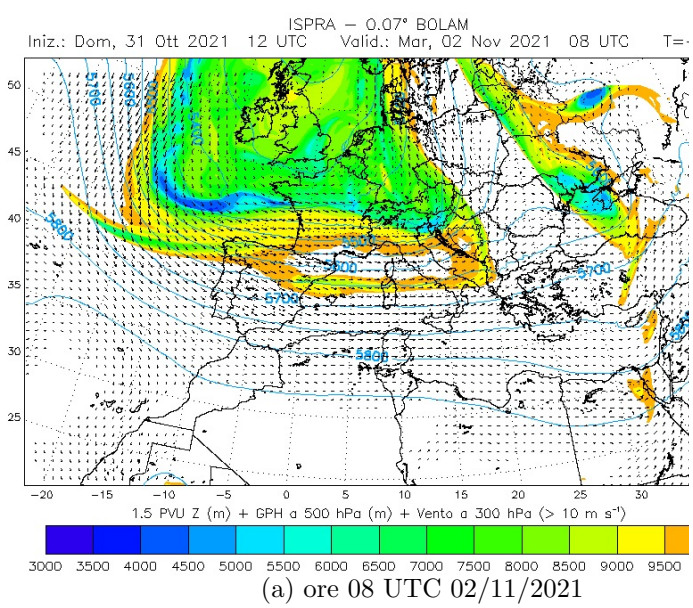 ISPRA – 0.07° BOLAM
Iniz.: Dom, 31 Ott 2021 12 UTC Valid.: Mar, 02 Nov 2021 08 UTC T=-
50
45
40
35
30
25
5700
5800
5500
5600
5700
5700
5800
-20 -15 -10 -5 0 5 10 15 20 25 30
1.5 PVU Z (m) + GPH a 500 hPa (m) + Vento a 300 hPa (> 10 m s⁻¹)
3000 3500 4000 4500 5000 5500 6000 6500 7000 7500 8000 8500 9000 9500
(a) ore 08 UTC 02/11/2021